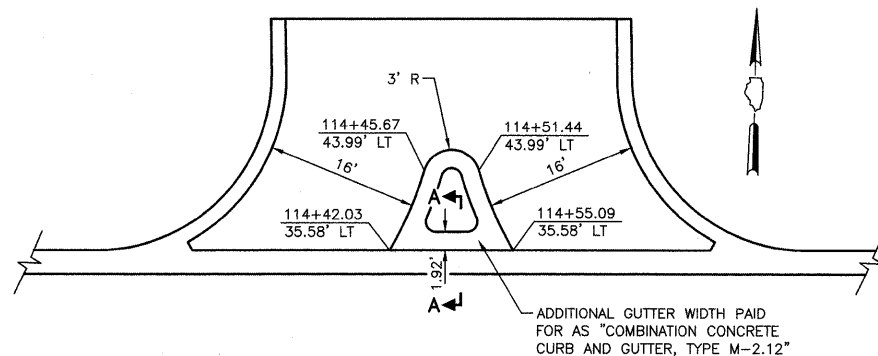 3' R
114+45.67
43.99' LT
114+51.44
43.99' LT
16'
16'
A
114+42.03
35.58' LT
114+55.09
35.58' LT
1.92'
A
ADDITIONAL GUTTER WIDTH PAID
FOR AS "COMBINATION CONCRETE
CURB AND GUTTER, TYPE M-2.12"